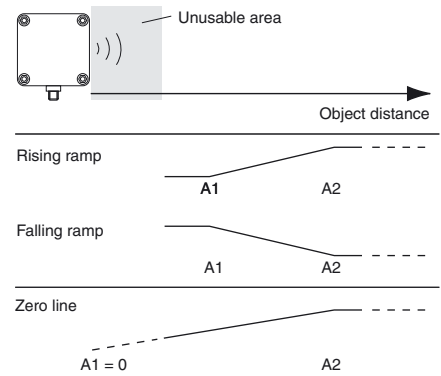 Unusable area
Object distance
Rising ramp
A1 A2
Falling ramp
A1 A2
Zero line
A1 = 0 A2